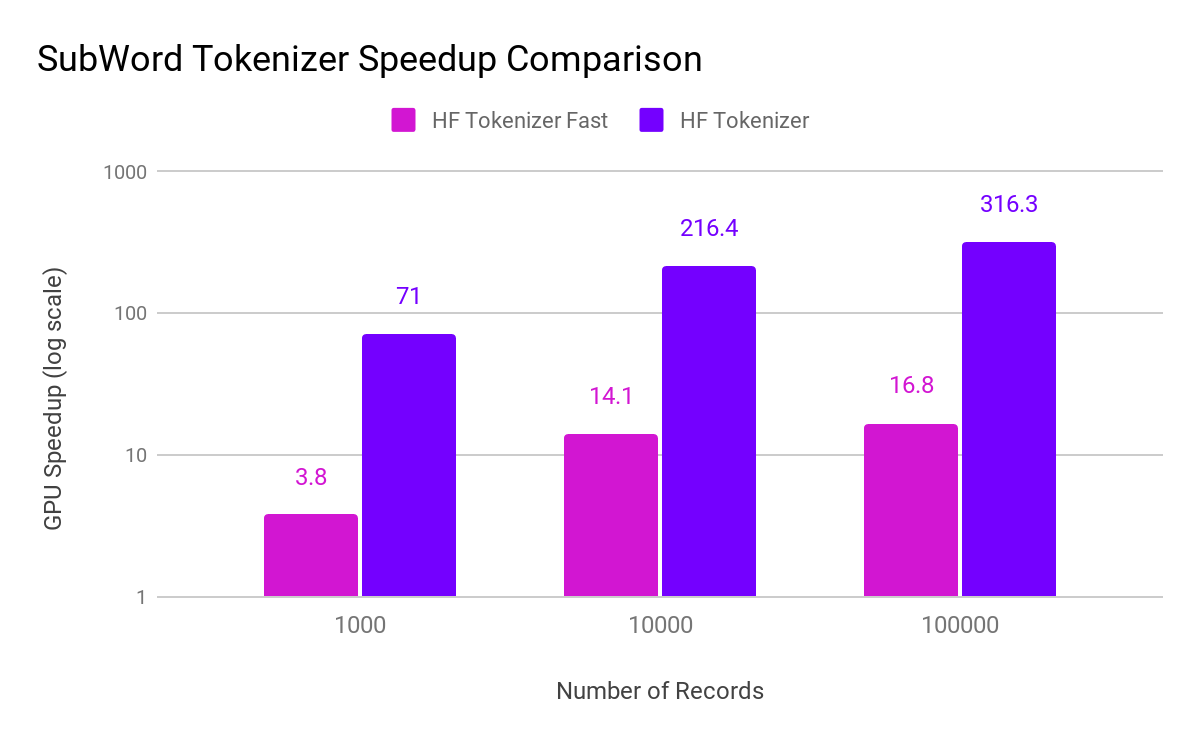 SubWord Tokenizer Speedup Comparison
HF Tokenizer Fast
HF Tokenizer
GPU Speedup (log scale)
1000
100
10
1
3.8
71
14.1
216.4
16.8
316.3
1000
10000
100000
Number of Records